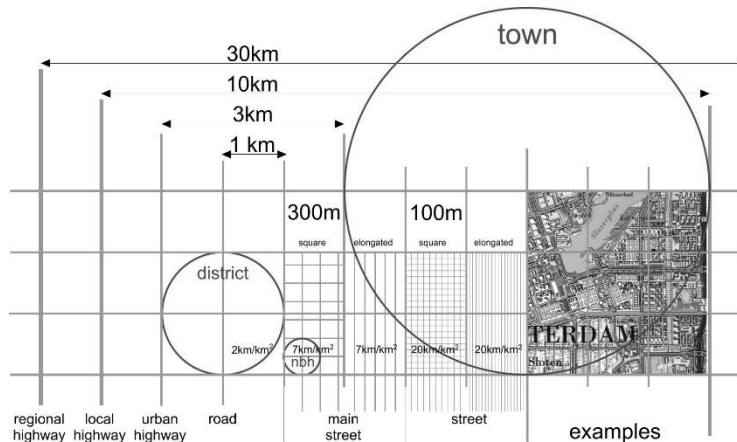 town
30km
10km
3km
1 km
300m
100m
square
elongated
square
elongated
Sloterplas
district
2km/km²
7km/km²
7km/km²
20km/km²
20km/km²
nbh
TERDAM
Sloten
regional
highway
local
highway
urban
highway
road
main
street
street
examples